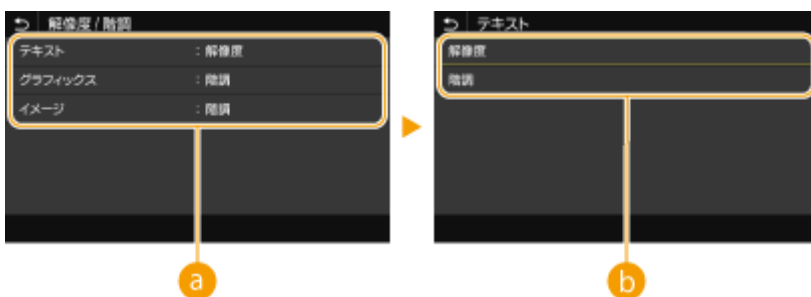 解像度 / 階調
テキスト : 解像度
グラフィックス : 階調
イメージ : 階調
a
テキスト
解像度
階調
b